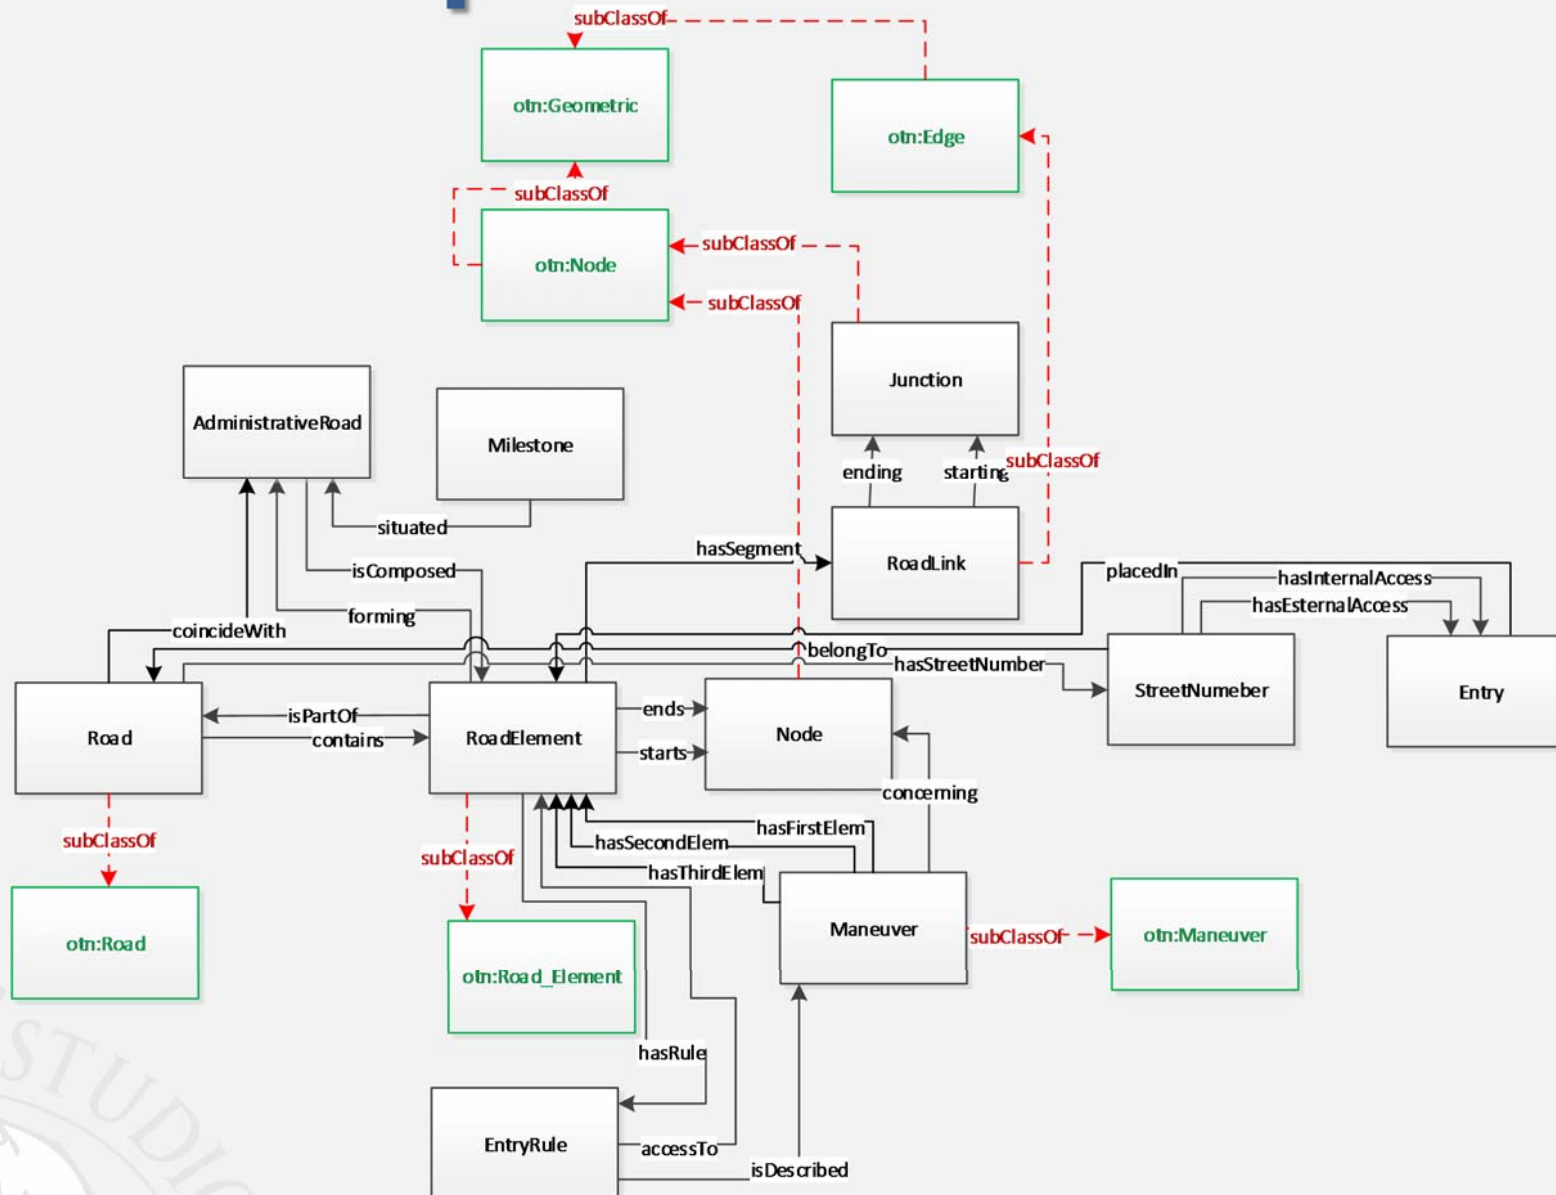 subClassOf
otn:Geometric
otn:Edge
subClassOf
otn:Node
subClassOf
subClassOf
Junction
AdministrativeRoad
Milestone
ending
starting
subClassOf
situated
hasSegment
RoadLink
isComposed
placedIn
hasInternalAccess
hasEsternalAccess
forming
coincideWith
belongTo
hasStreetNumber
StreetNumeber
Entry
Road
isPartOf
contains
RoadElement
ends
starts
Node
concerning
hasFirstElem
hasSecondElem
hasThirdElem
subClassOf
subClassOf
Maneuver
subClassOf
otn:Maneuver
otn:Road
otn:Road_Element
hasRule
EntryRule
accessTo
isDescribed
STUDIO